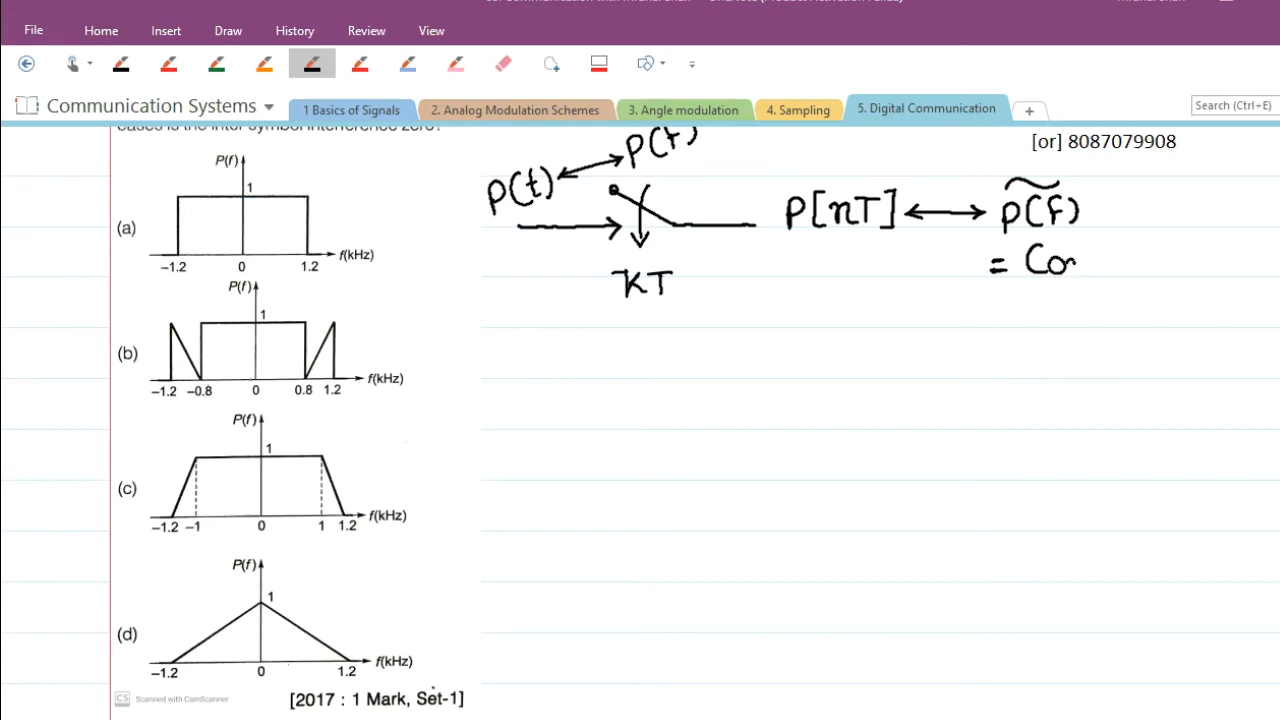 File Home Insert Draw History Review View
Communication Systems 1 Basics of Signals 2. Analog Modulation Schemes 3. Angle modulation 4. Sampling 5. Digital Communication Search (Ctrl+E)
[or] 8087079908
(a)
P(f)
1
-1.2 0 1.2 f(kHz)
(b)
P(f)
1
-1.2 -0.8 0 0.8 1.2 f(kHz)
(c)
P(f)
1
-1.2 -1 0 1 1.2 f(kHz)
(d)
P(f)
1
-1.2 0 1.2 f(kHz)
CS Scanned with CamScanner
[2017 : 1 Mark, Set-1]
P(t) ↔ P(f)
KT
P[nT] ↔ P(f)
= Con